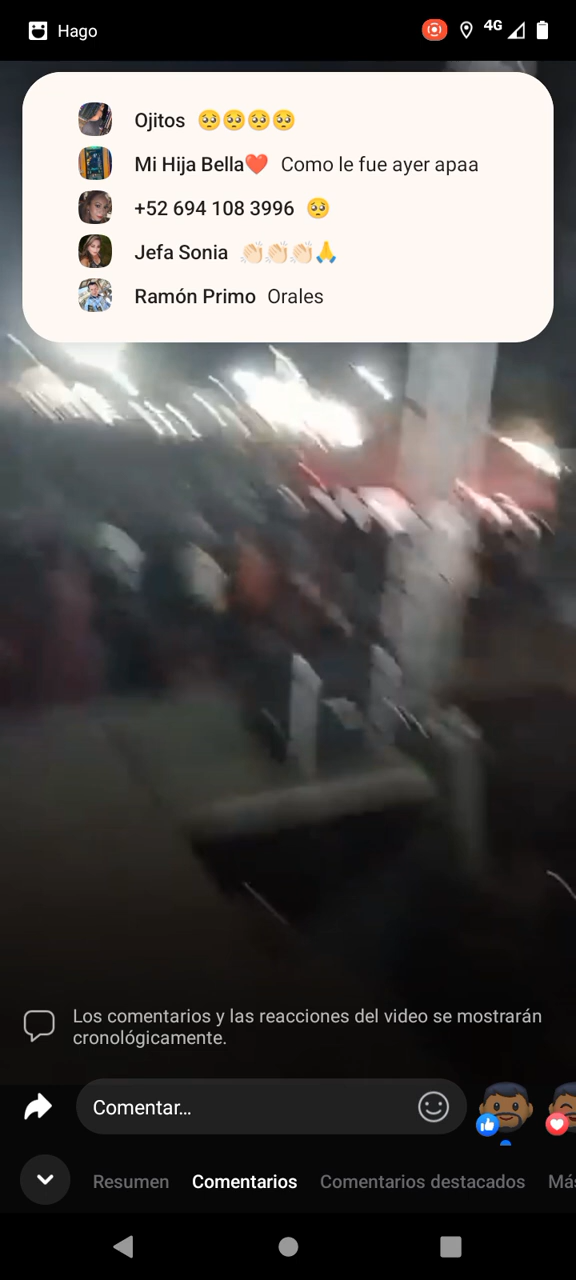 Hago
4G
Ojitos 🥺🥺🥺🥺
Mi Hija Bella❤️ Como le fue ayer apaa
+52 694 108 3996 🥺
Jefa Sonia 👏🏻👏🏻👏🏻🙏
Ramón Primo Orales
Los comentarios y las reacciones del video se mostrarán
cronológicamente.
Comentar...
Resumen Comentarios Comentarios destacados Más